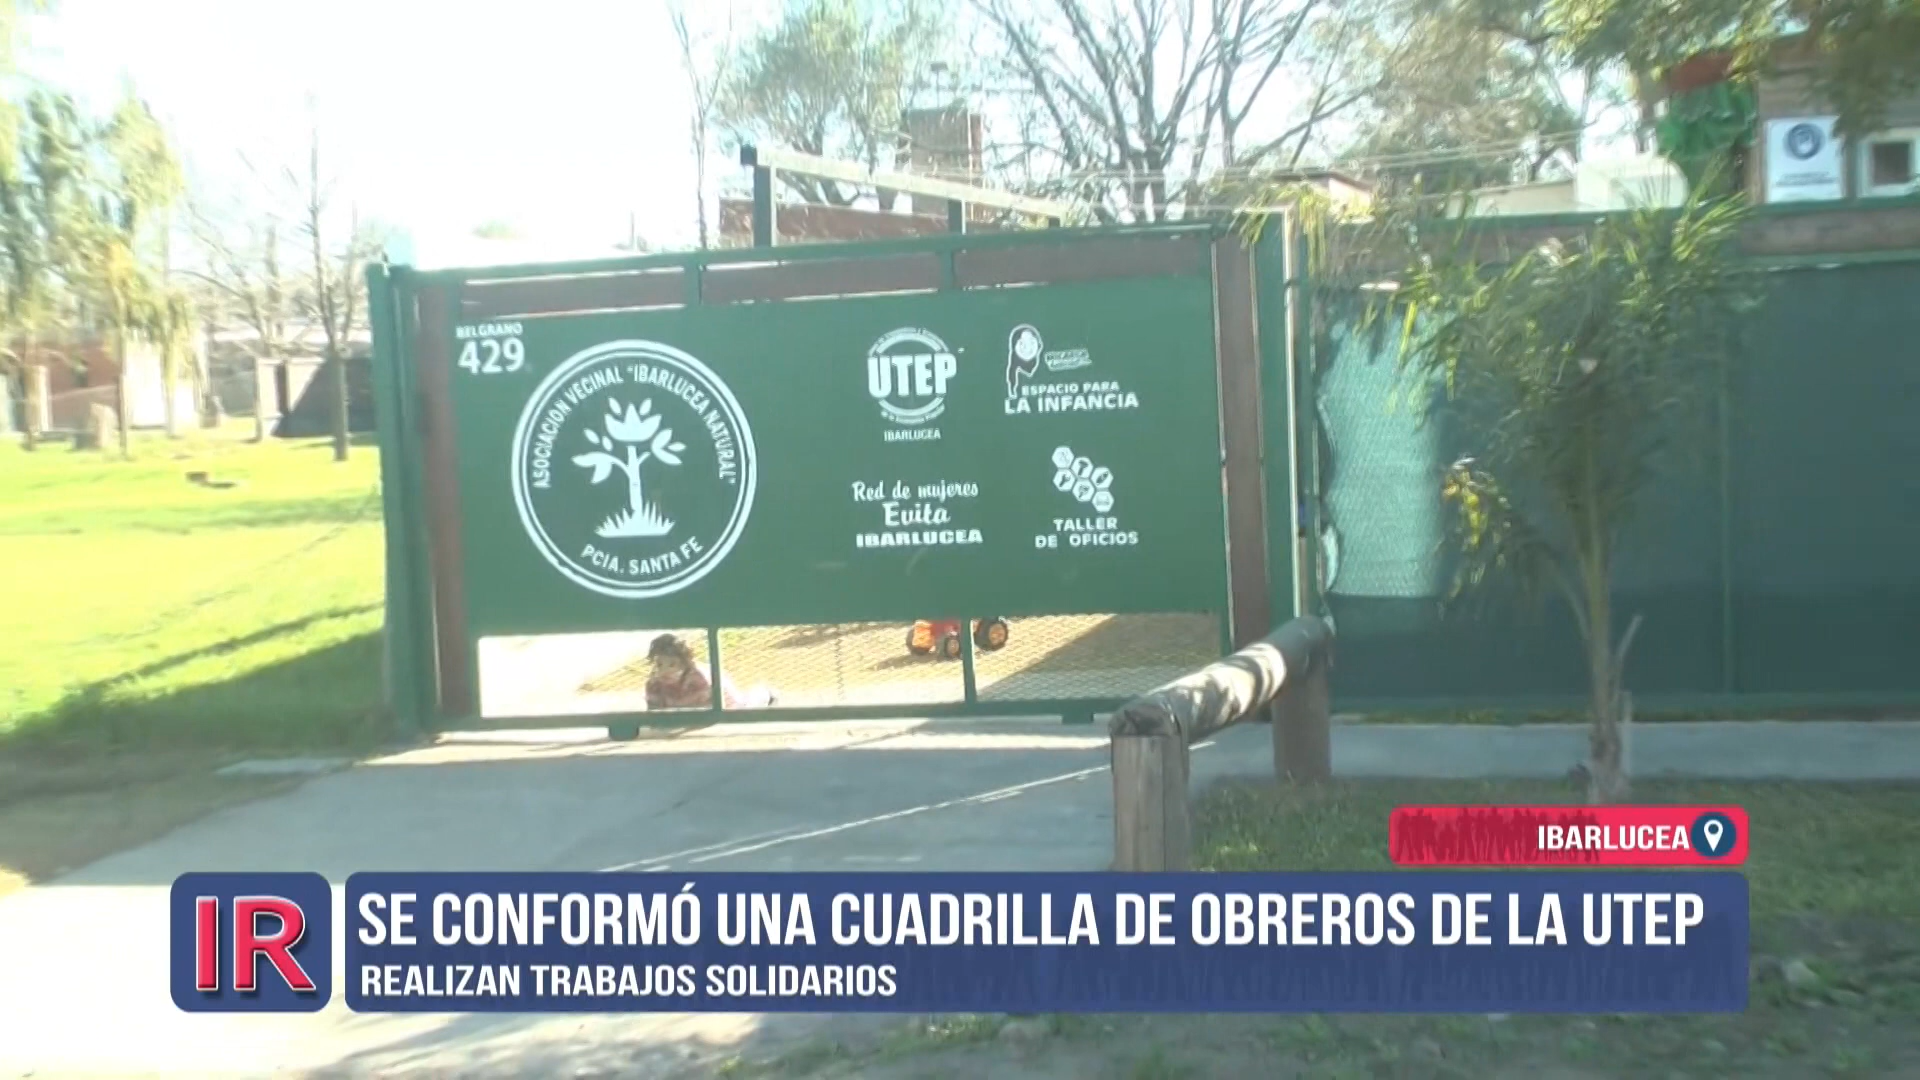 BELGRANO
429
ASOCIACION VECINAL "IBARLUCEA NATURAL"
PCIA. SANTA FE
UTEP
IBARLUCEA
ESPACIO PARA
LA INFANCIA
Red de mujeres
Evita
IBARLUCEA
TALLER
DE OFICIOS
IBARLUCEA
IR
SE CONFORMÓ UNA CUADRILLA DE OBREROS DE LA UTEP
REALIZAN TRABAJOS SOLIDARIOS